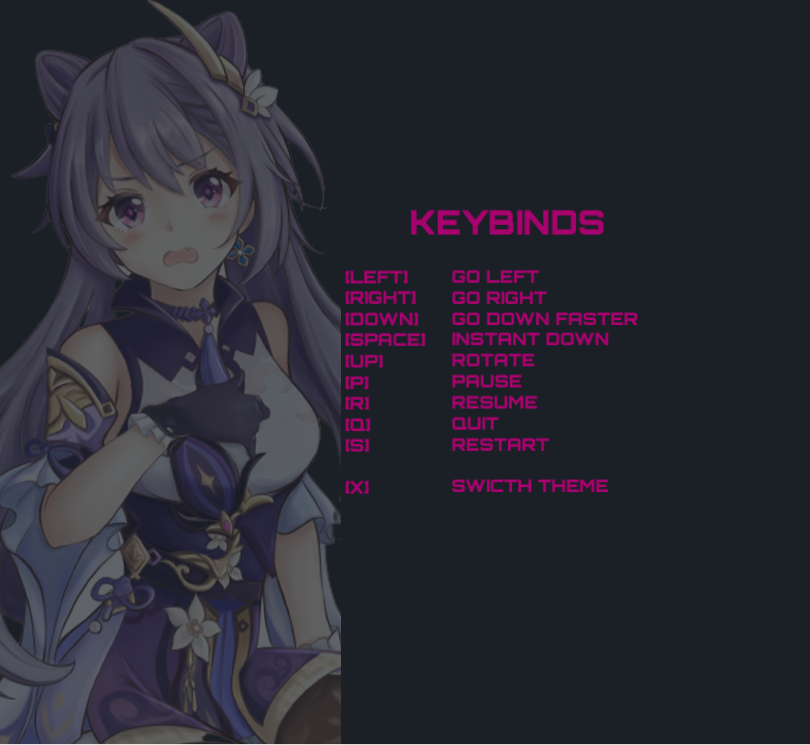 KEYBINDS
[LEFT] GO LEFT
[RIGHT] GO RIGHT
[DOWN] GO DOWN FASTER
[SPACE] INSTANT DOWN
[UP] ROTATE
[P] PAUSE
[R] RESUME
[Q] QUIT
[S] RESTART
[X] SWICTH THEME